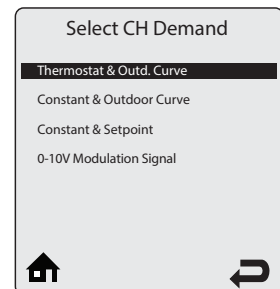 Select CH Demand
Thermostat & Outd. Curve
Constant & Outdoor Curve
Constant & Setpoint
0-10V Modulation Signal